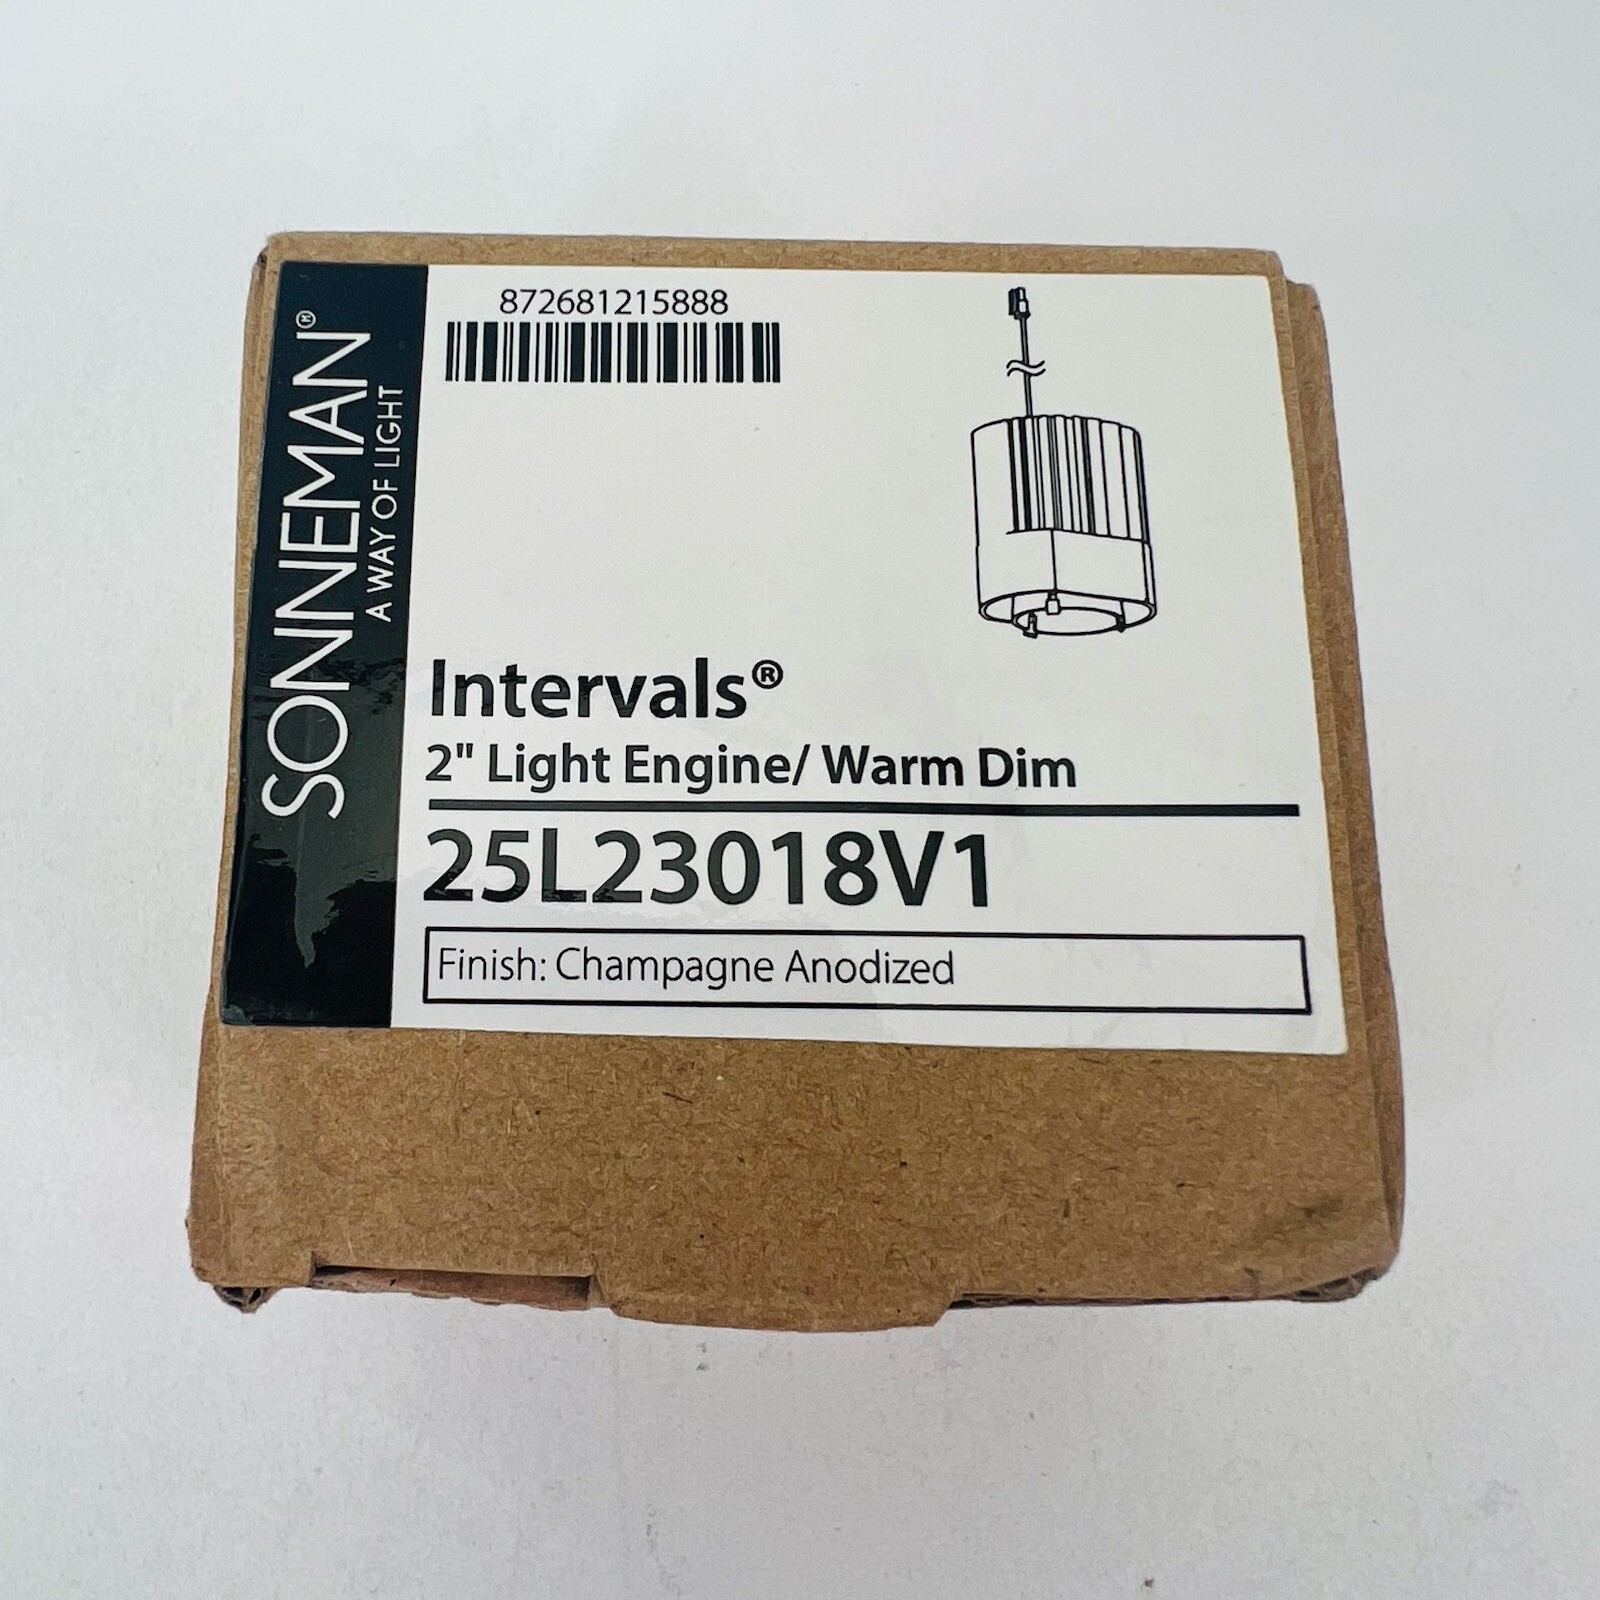 SONNEMAN®
A WAY OF LIGHT
872681215888
Intervals®
2" Light Engine/ Warm Dim
25L23018V1
Finish: Champagne Anodized